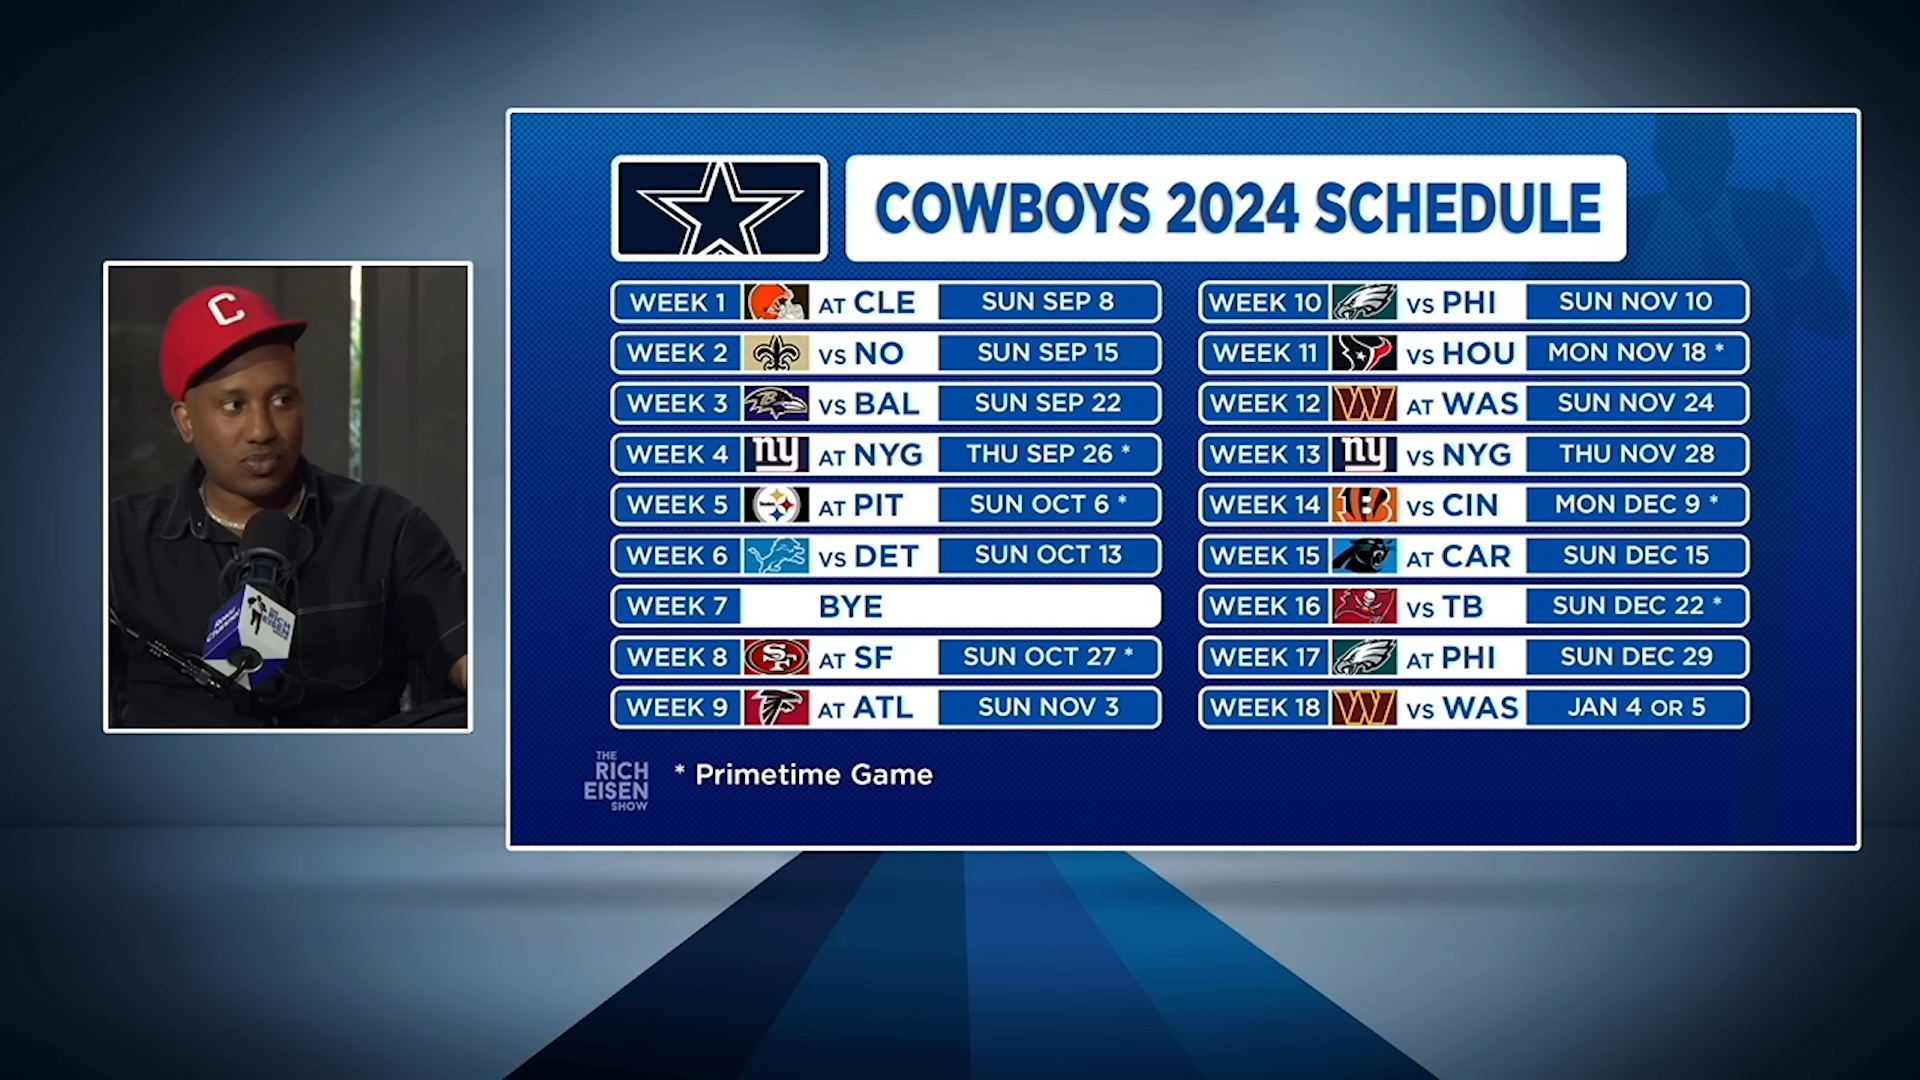 COWBOYS 2024 SCHEDULE
WEEK 1 AT CLE SUN SEP 8
WEEK 2 VS NO SUN SEP 15
WEEK 3 VS BAL SUN SEP 22
WEEK 4 ny AT NYG THU SEP 26 *
WEEK 5 AT PIT SUN OCT 6 *
WEEK 6 VS DET SUN OCT 13
WEEK 7 BYE
WEEK 8 SF AT SF SUN OCT 27 *
WEEK 9 AT ATL SUN NOV 3
WEEK 10 VS PHI SUN NOV 10
WEEK 11 VS HOU MON NOV 18 *
WEEK 12 W AT WAS SUN NOV 24
WEEK 13 ny VS NYG THU NOV 28
WEEK 14 B VS CIN MON DEC 9 *
WEEK 15 AT CAR SUN DEC 15
WEEK 16 VS TB SUN DEC 22 *
WEEK 17 AT PHI SUN DEC 29
WEEK 18 W VS WAS JAN 4 OR 5
THE
RICH
EISEN
SHOW
* Primetime Game
C
Roku
Channel
THE
RICH
EISEN
SHOW